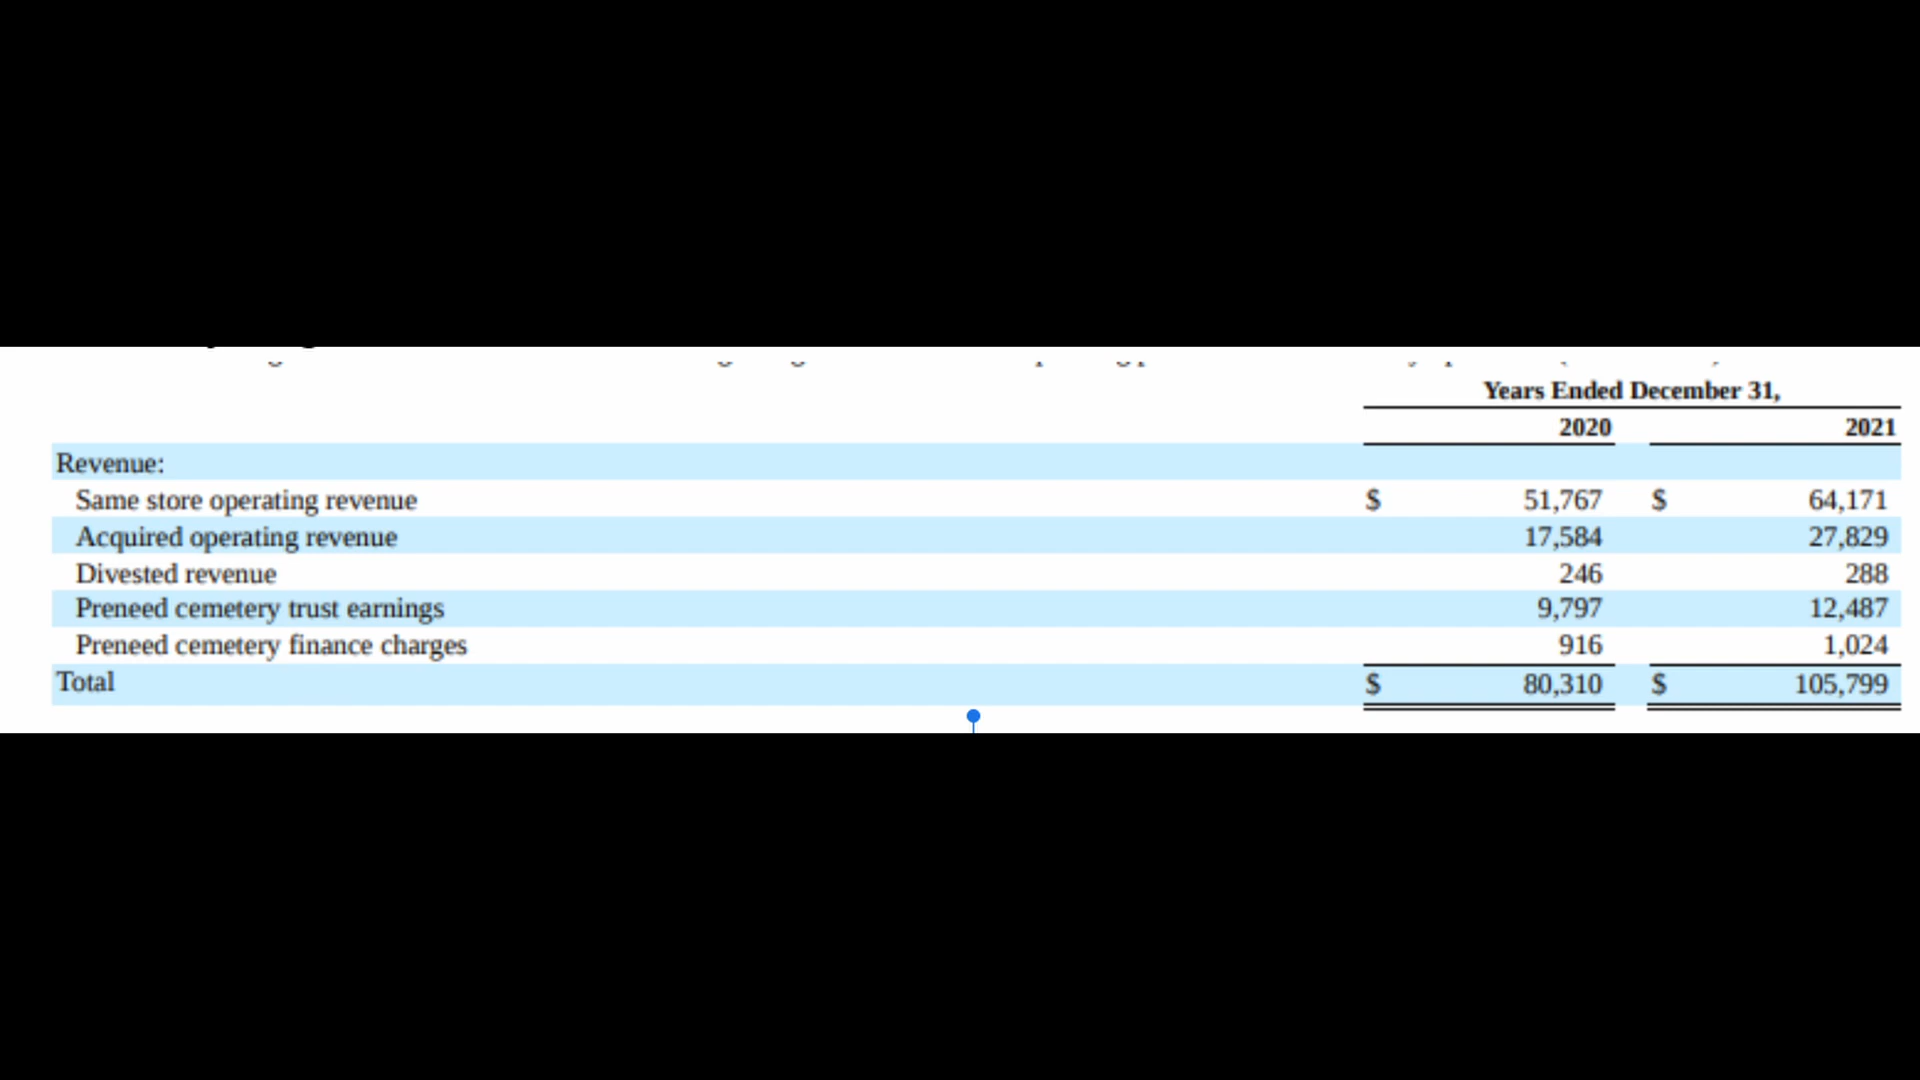 Years Ended December 31,
2020 2021
Revenue:
Same store operating revenue $ 51,767 $ 64,171
Acquired operating revenue 17,584 27,829
Divested revenue 246 288
Preneed cemetery trust earnings 9,797 12,487
Preneed cemetery finance charges 916 1,024
Total $ 80,310 $ 105,799